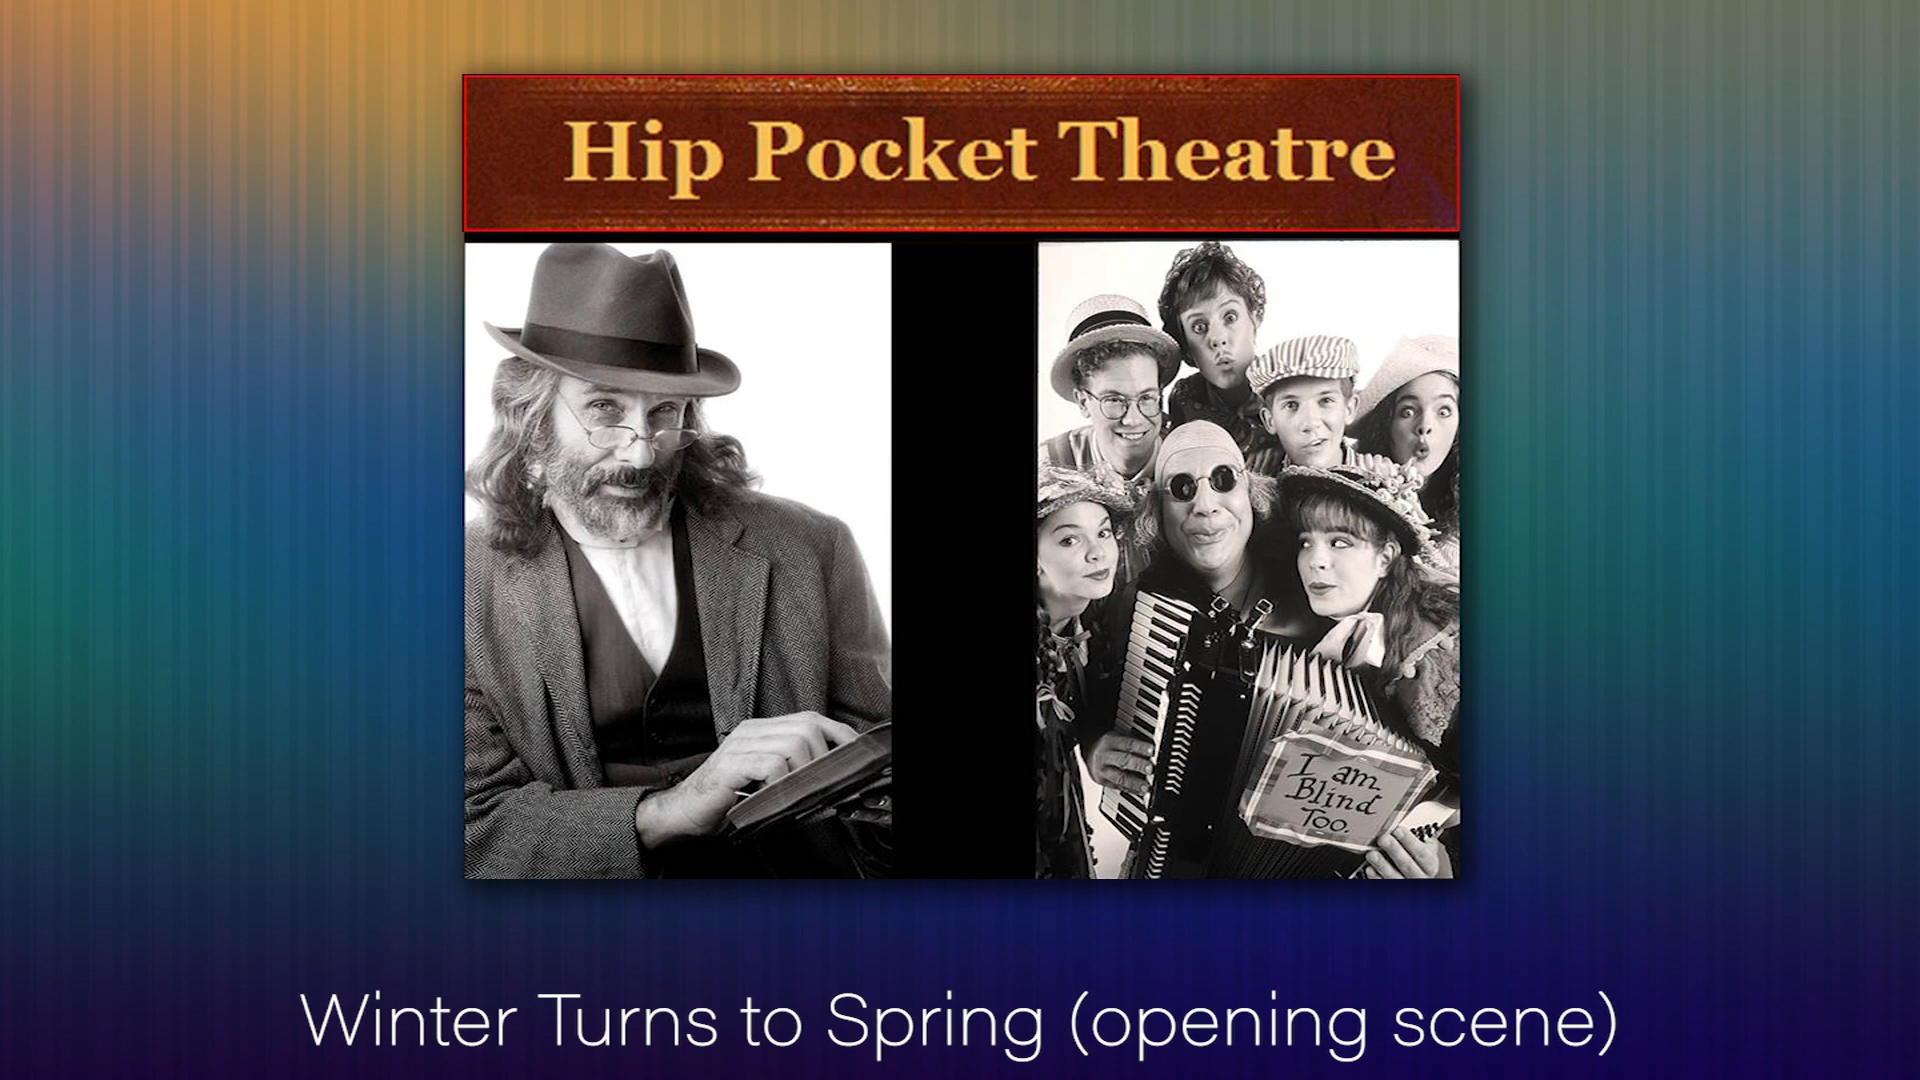 Hip Pocket Theatre
I am
Blind
Too.
Winter Turns to Spring (opening scene)